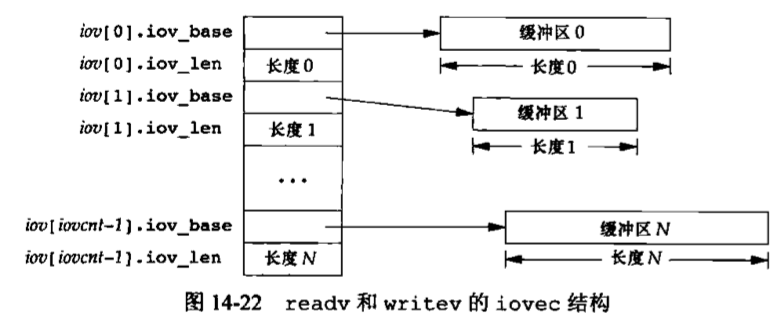 iov[0].iov_base 缓冲区 0
iov[0].iov_len 长度 0 长度0
iov[1].iov_base 缓冲区 1
iov[1].iov_len 长度 1 长度1
...
iov[iovcnt-1].iov_base 缓冲区 N
iov[iovcnt-1].iov_len 长度 N 长度 N
图 14-22 readv 和 writev 的 iovec 结构